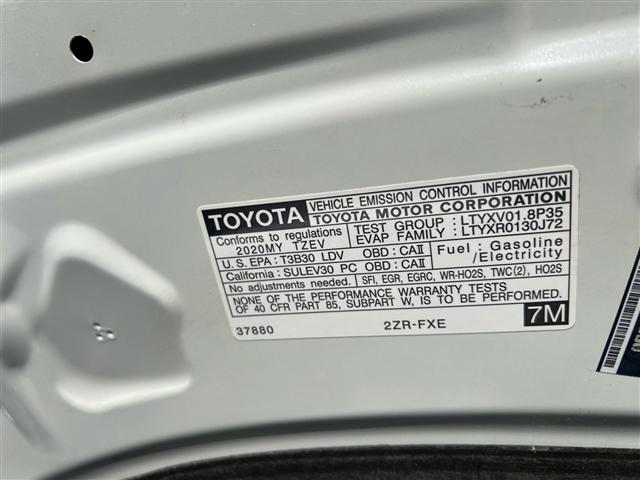 TOYOTA
VEHICLE EMISSION CONTROL INFORMATION
TOYOTA MOTOR CORPORATION
Conforms to regulations
2020MY TZEV
TEST GROUP : LTYXV01.8P35
EVAP FAMILY : LTYXR0130J72
U.S. EPA : T3B30 LDV OBD : CAII
California : SULEV30 PC OBD : CAII
Fuel : Gasoline
/Electricity
No adjustments needed.
SFI, EGR, EGRC, WR-HO2S, TWC(2), HO2S
NONE OF THE PERFORMANCE WARRANTY TESTS
OF 40 CFR PART 85, SUBPART W, IS NEEDED TO BE PERFORMED.
37880 2ZR-FXE 7M